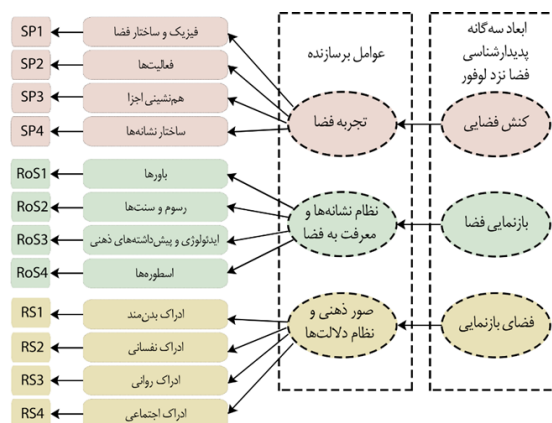 ابعاد سه‌گانه
پدیدارشناسی
فضا نزد لوفور
عوامل برسازنده
کنش فضایی
تجربه فضا
فیزیک و ساختار فضا
SP1
فعالیت‌ها
SP2
هم‌نشینی اجزا
SP3
ساختار نشانه‌ها
SP4
بازنمایی فضا
نظام نشانه‌ها و
معرفت به فضا
باورها
RoS1
رسوم و سنت‌ها
RoS2
ایدئولوژی و پیش‌داشته‌های ذهنی
RoS3
اسطوره‌ها
RoS4
فضای بازنمایی
صور ذهنی و
نظام دلالت‌ها
ادراک بدن‌مند
RS1
ادراک نفسانی
RS2
ادراک روانی
RS3
ادراک اجتماعی
RS4